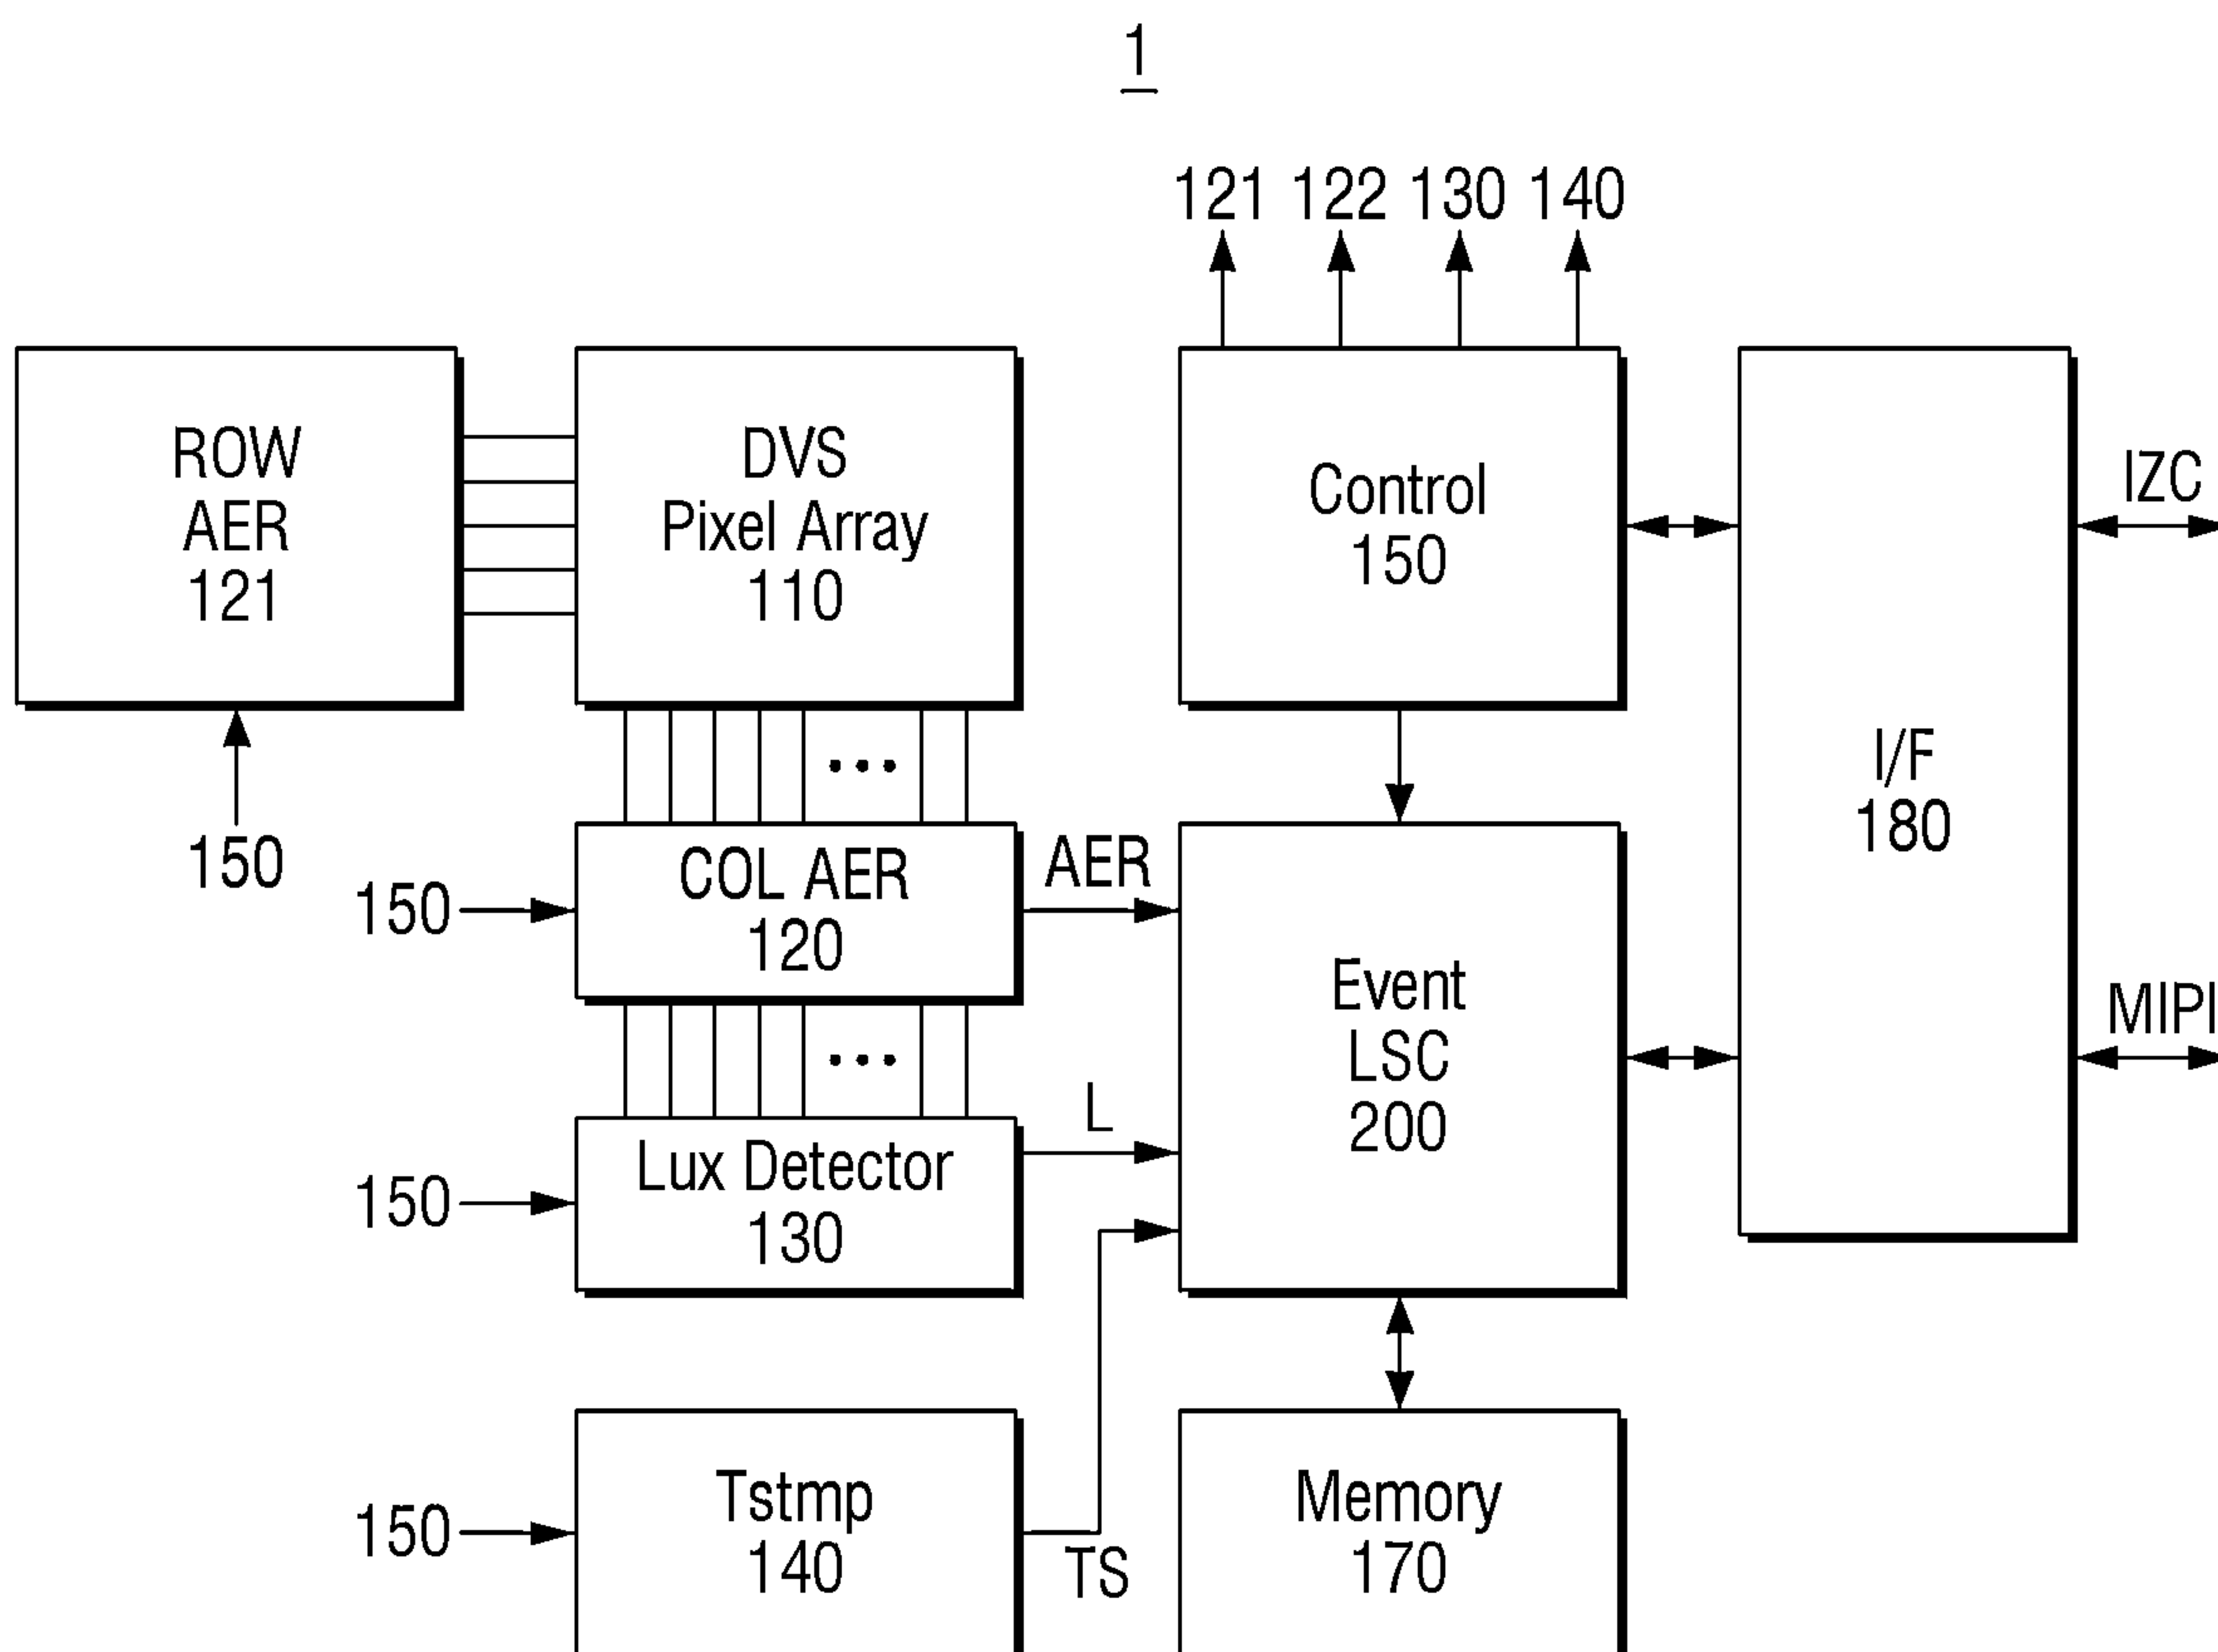 1
121 122 130 140
ROW
AER
121
DVS
Pixel Array
110
Control
150
I/F
180
IZC
MIPI
150
150
COL AER
120
AER
Event
LSC
200
150
Lux Detector
130
L
150
Tstmp
140
TS
Memory
170